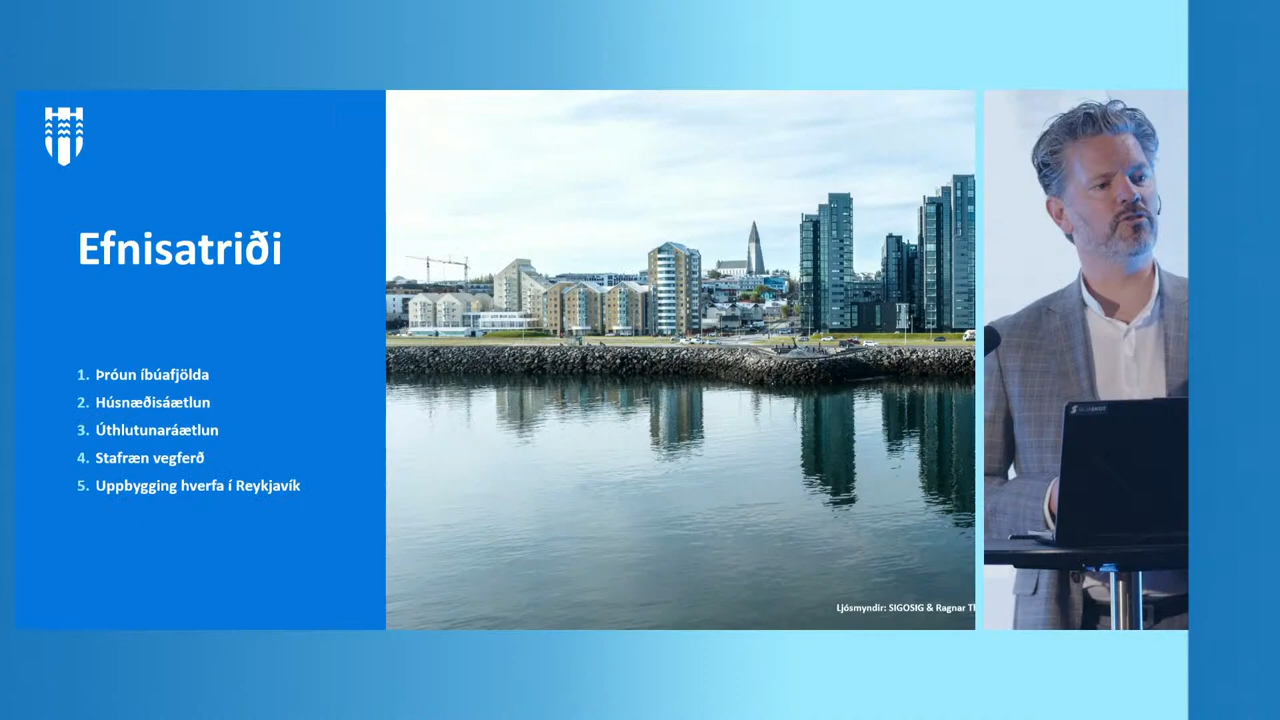 Efnisatriði
1. Þróun íbúafjölda
2. Húsnæðisáætlun
3. Úthlutunaráætlun
4. Stafræn vegferð
5. Uppbygging hverfa í Reykjavík
Ljósmyndir: SIGOSIG & Ragnar